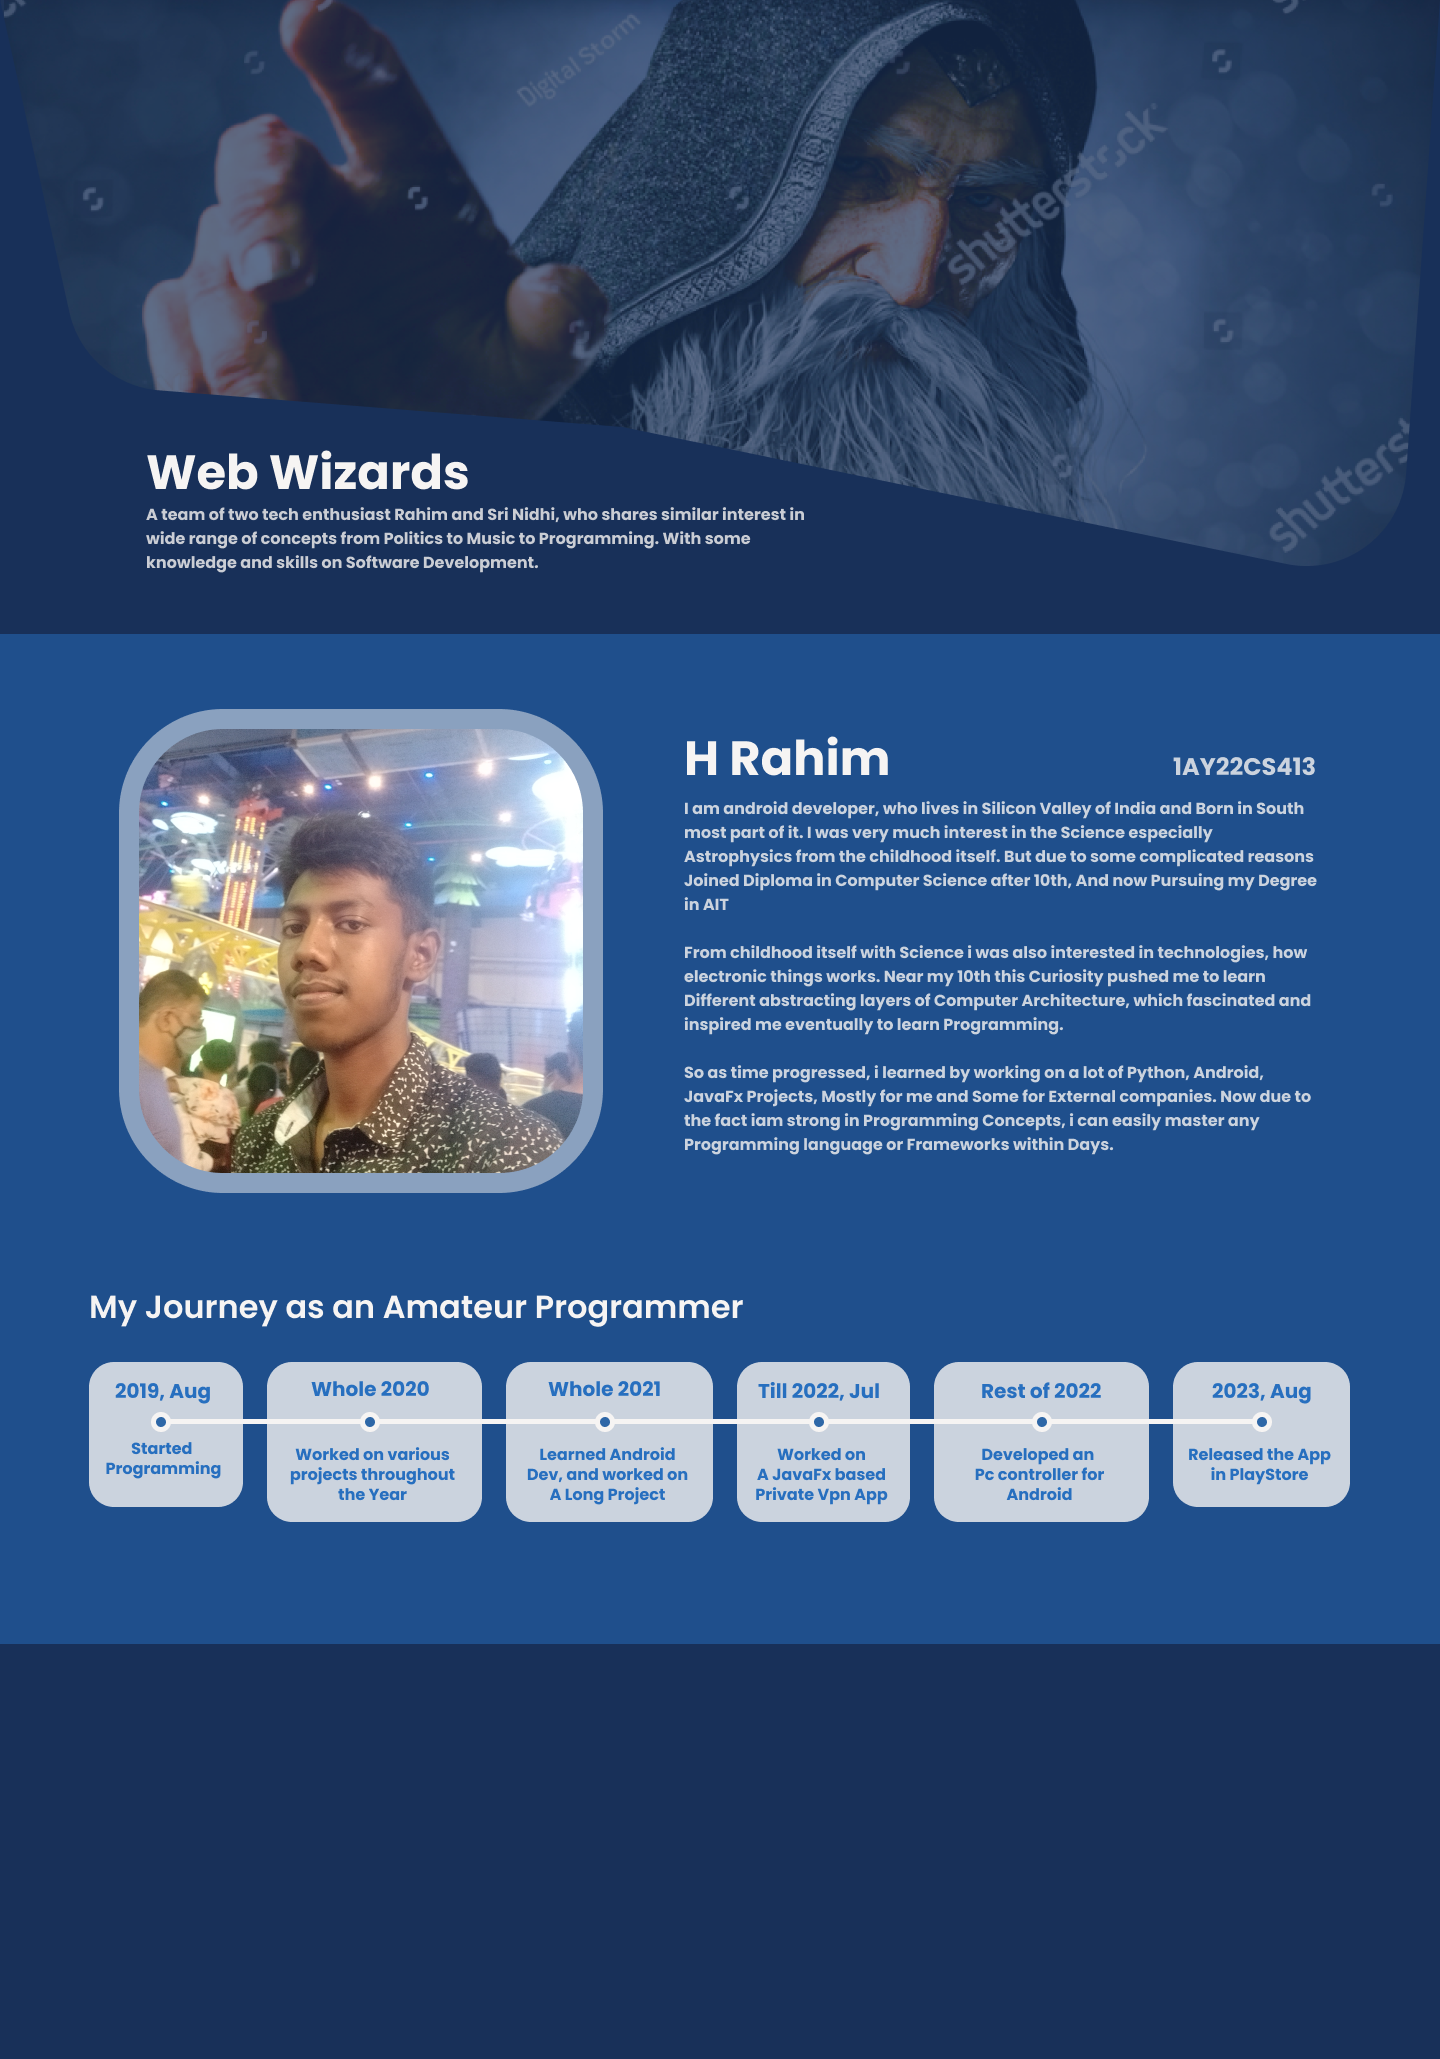 Digital Storm
shutterstock
shutterst
Web Wizards
A team of two tech enthusiast Rahim and Sri Nidhi, who shares similar interest in
wide range of concepts from Politics to Music to Programming. With some
knowledge and skills on Software Development.
H Rahim
1AY22CS413
I am android developer, who lives in Silicon Valley of India and Born in South
most part of it. I was very much interest in the Science especially
Astrophysics from the childhood itself. But due to some complicated reasons
Joined Diploma in Computer Science after 10th, And now Pursuing my Degree
in AIT
From childhood itself with Science i was also interested in technologies, how
electronic things works. Near my 10th this Curiosity pushed me to learn
Different abstracting layers of Computer Architecture, which fascinated and
inspired me eventually to learn Programming.
So as time progressed, i learned by working on a lot of Python, Android,
JavaFx Projects, Mostly for me and Some for External companies. Now due to
the fact iam strong in Programming Concepts, i can easily master any
Programming language or Frameworks within Days.
My Journey as an Amateur Programmer
2019, Aug
Started
Programming
Whole 2020
Worked on various
projects throughout
the Year
Whole 2021
Learned Android
Dev, and worked on
A Long Project
Till 2022, Jul
Worked on
A JavaFx based
Private Vpn App
Rest of 2022
Developed an
Pc controller for
Android
2023, Aug
Released the App
in PlayStore